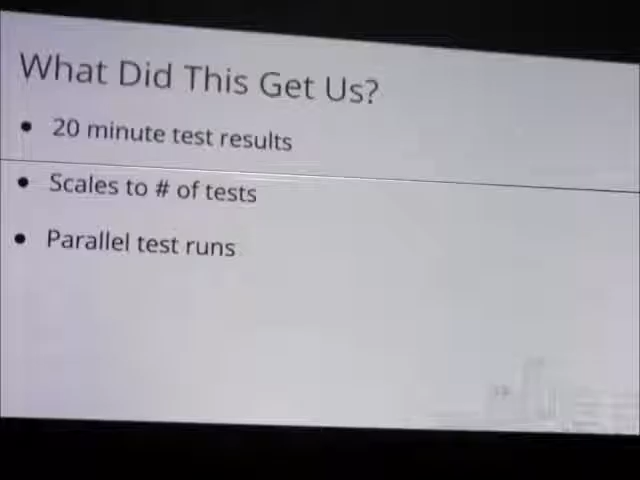 What Did This Get Us?
• 20 minute test results
• Scales to # of tests
• Parallel test runs